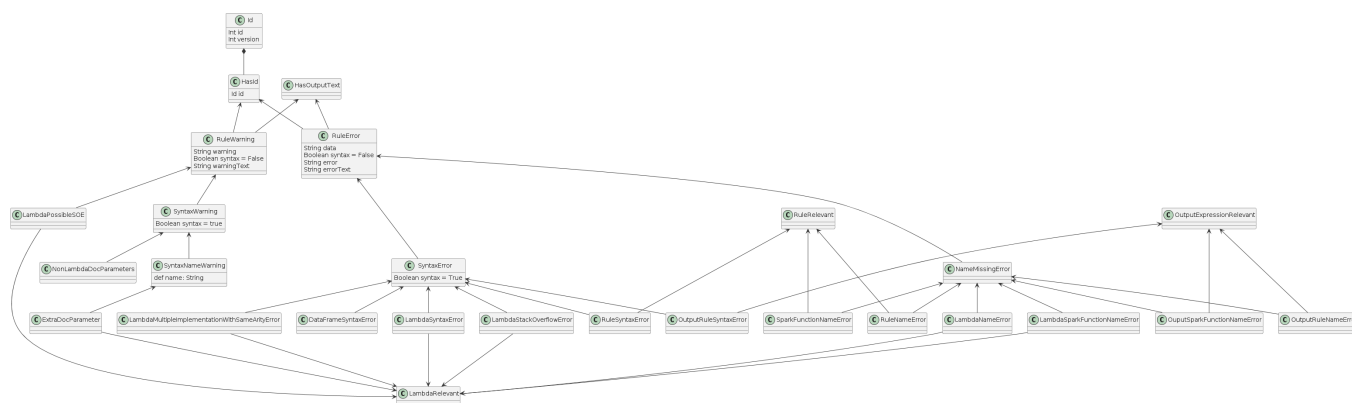 C Id
Int id
Int version
C HasId
Id id
C HasOutputText
C RuleWarning
String warning
Boolean syntax = False
String warningText
C RuleError
String data
Boolean syntax = False
String error
String errorText
C LambdaPossibleSOE
C SyntaxWarning
Boolean syntax = true
C RuleRelevant
C OutputExpressionRelevant
C NonLambdaDocParameters
C SyntaxNameWarning
def name: String
C SyntaxError
Boolean syntax = True
C NameMissingError
C ExtraDocParameter
C LambdaMultipleImplementationWithSameArityError
C DataFrameSyntaxError
C LambdaSyntaxError
C LambdaStackOverflowError
C RuleSyntaxError
C OutputRuleSyntaxError
C SparkFunctionNameError
C RuleNameError
C LambdaNameError
C LambdaSparkFunctionNameError
C OuputSparkFunctionNameError
C OutputRuleNameErr
C LambdaRelevant